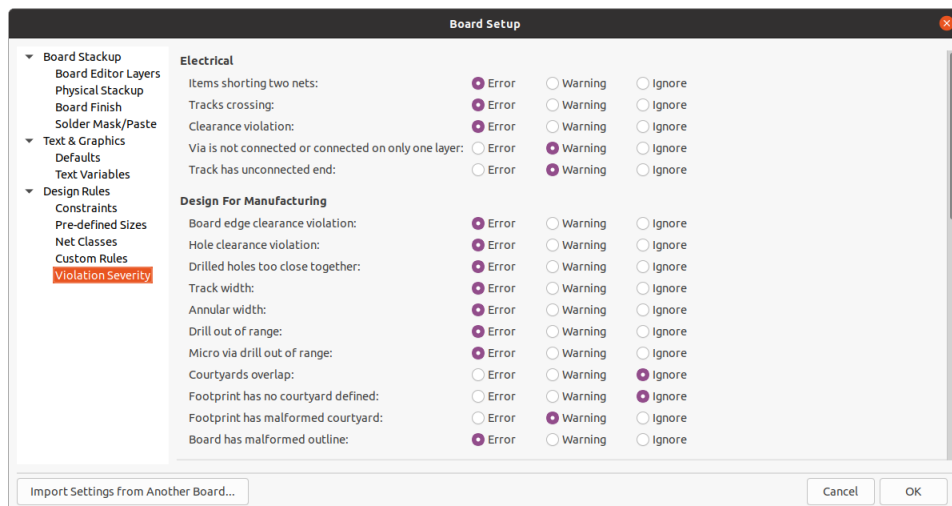 Board Setup
Board Stackup
Board Editor Layers
Physical Stackup
Board Finish
Solder Mask/Paste
Text & Graphics
Defaults
Text Variables
Design Rules
Constraints
Pre-defined Sizes
Net Classes
Custom Rules
Violation Severity
Electrical
Items shorting two nets: Error Warning Ignore
Tracks crossing: Error Warning Ignore
Clearance violation: Error Warning Ignore
Via is not connected or connected on only one layer: Error Warning Ignore
Track has unconnected end: Error Warning Ignore
Design For Manufacturing
Board edge clearance violation: Error Warning Ignore
Hole clearance violation: Error Warning Ignore
Drilled holes too close together: Error Warning Ignore
Track width: Error Warning Ignore
Annular width: Error Warning Ignore
Drill out of range: Error Warning Ignore
Micro via drill out of range: Error Warning Ignore
Courtyards overlap: Error Warning Ignore
Footprint has no courtyard defined: Error Warning Ignore
Footprint has malformed courtyard: Error Warning Ignore
Board has malformed outline: Error Warning Ignore
Import Settings from Another Board... Cancel OK